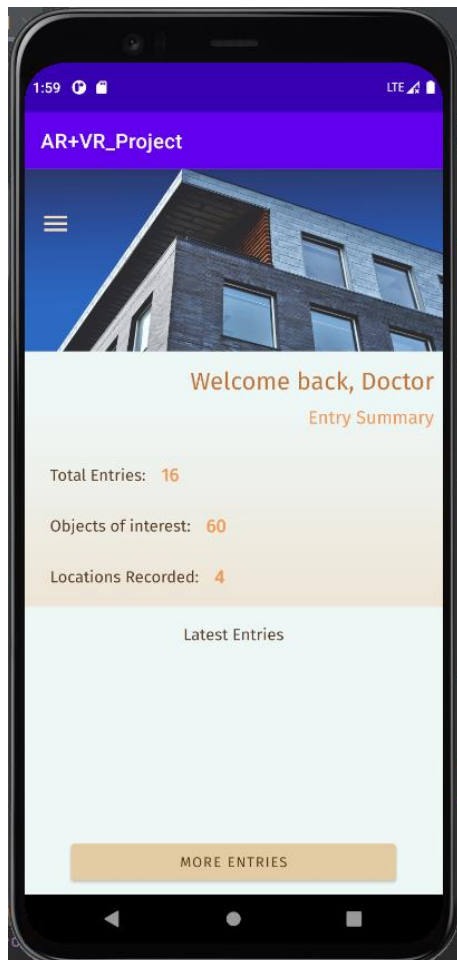 1:59 LTE
AR+VR_Project
Welcome back, Doctor
Entry Summary
Total Entries: 16
Objects of interest: 60
Locations Recorded: 4
Latest Entries
MORE ENTRIES